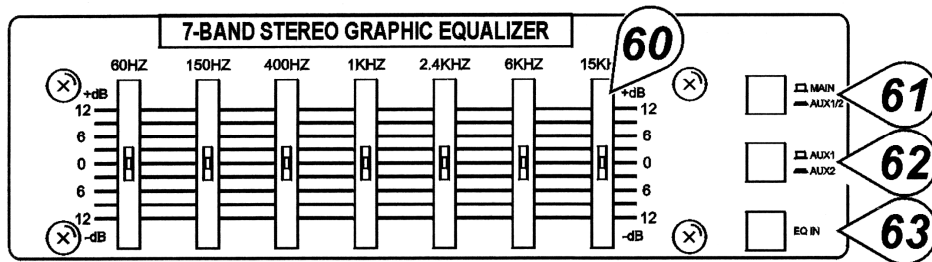 7-BAND STEREO GRAPHIC EQUALIZER
60
60HZ 150HZ 400HZ 1KHZ 2.4KHZ 6KHZ
+dB +dB
12 12
6 6
0 0
6 6
12 12
-dB -dB
MAIN
AUX1/2
61
AUX1
AUX2
62
EQ IN
63